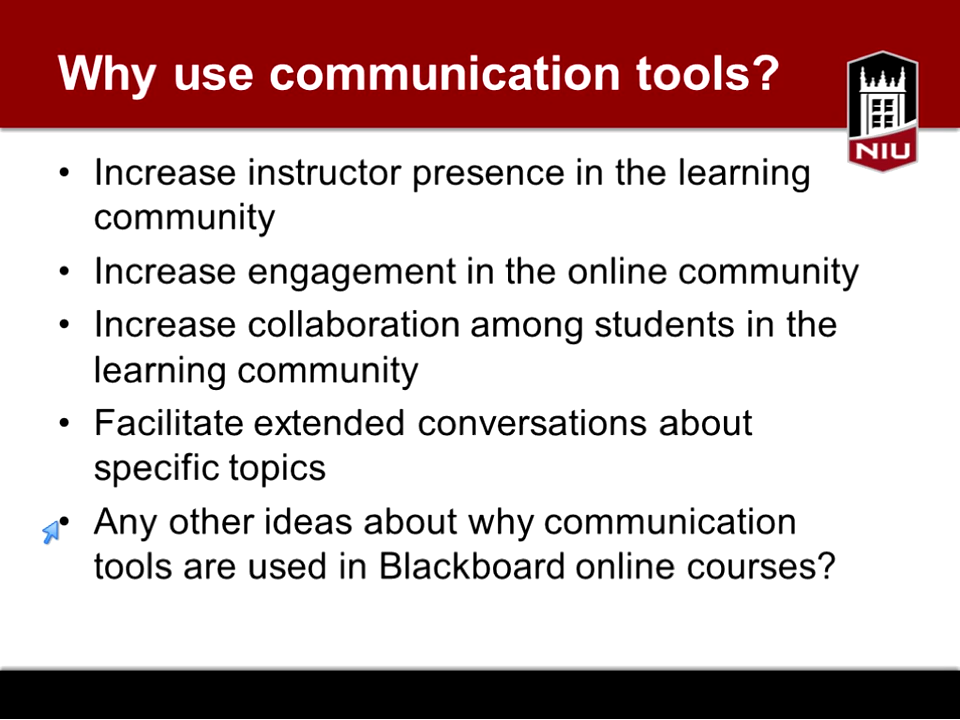 Why use communication tools?
NIU
• Increase instructor presence in the learning
community
• Increase engagement in the online community
• Increase collaboration among students in the
learning community
• Facilitate extended conversations about
specific topics
• Any other ideas about why communication
tools are used in Blackboard online courses?